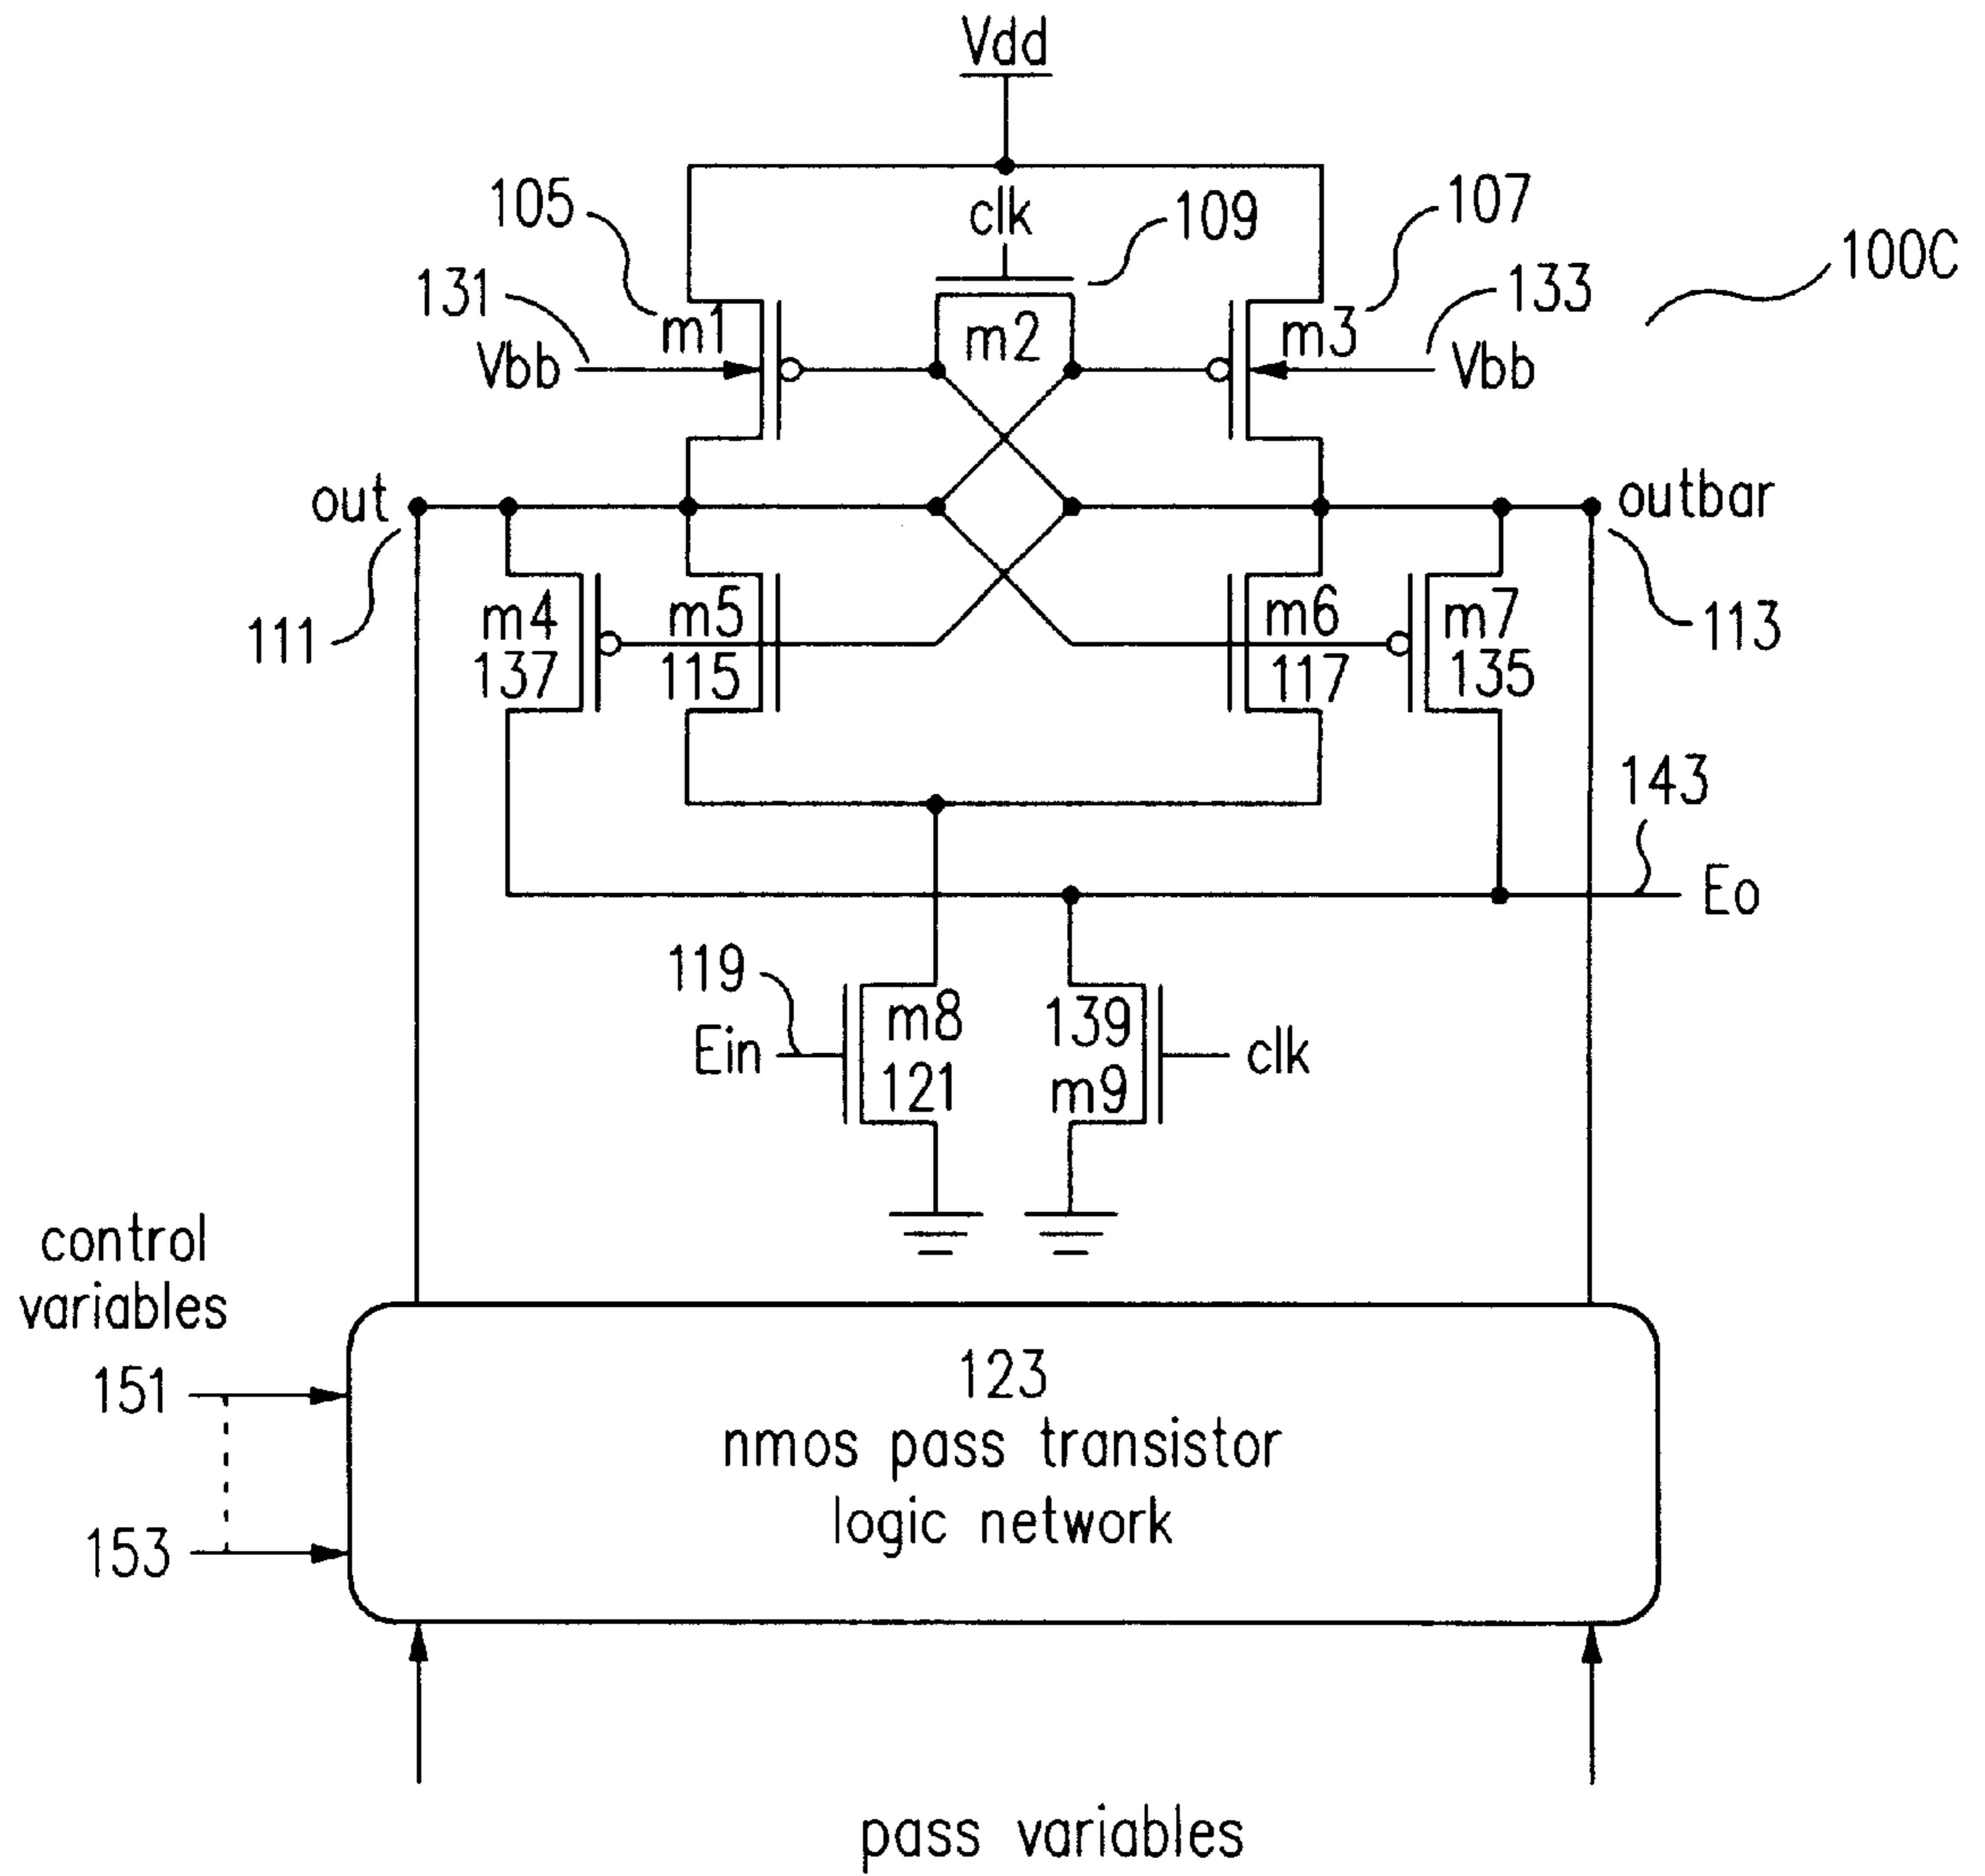 Vdd
clk
105
109
107
100C
131
m1
m2
m3
133
Vbb
Vbb
out
outbar
111
m4
137
m5
115
m6
117
m7
135
113
143
Eo
119
Ein
m8
121
139
m9
clk
control
variables
151
153
123
nmos pass transistor
logic network
pass variables